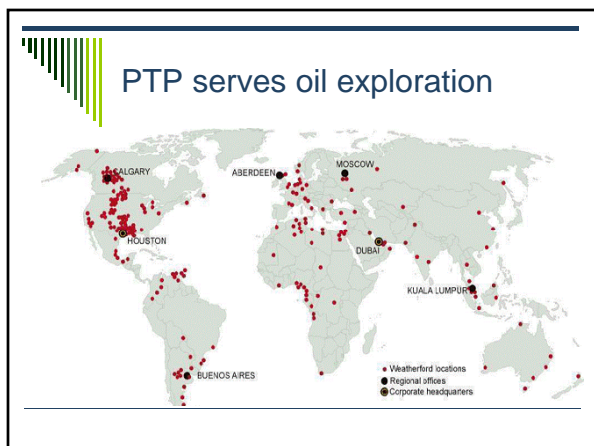 PTP serves oil exploration
CALGARY
ABERDEEN
MOSCOW
HOUSTON
DUBAI
KUALA LUMPUR
BUENOS AIRES
Weatherford locations
Regional offices
Corporate headquarters